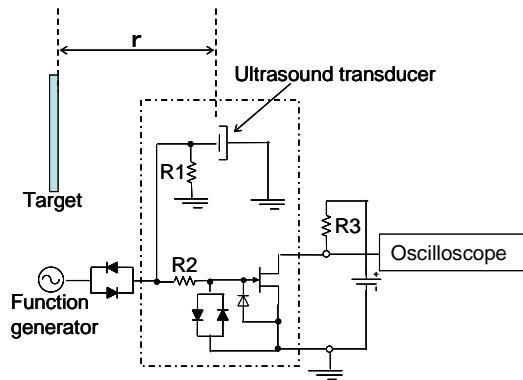 r
Ultrasound transducer
R1
Target
R3
Oscilloscope
R2
Function
generator
+